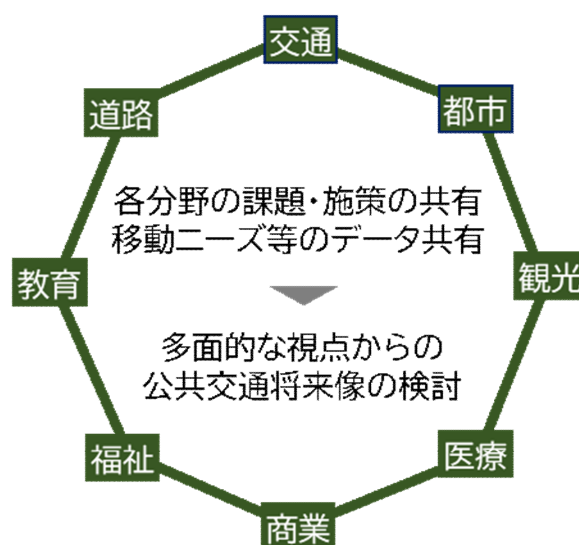 交通
都市
道路
各分野の課題・施策の共有
移動ニーズ等のデータ共有
教育
観光
多面的な視点からの
公共交通将来像の検討
福祉
医療
商業